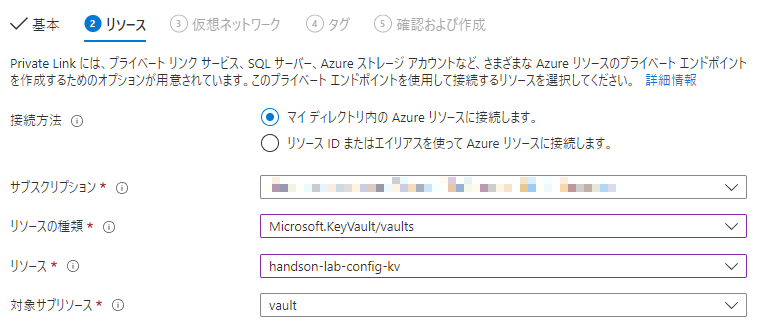 基本 2 リソース 3 仮想ネットワーク 4 タグ 5 確認および作成
Private Link には、プライベート リンク サービス、SQL サーバー、Azure ストレージ アカウントなど、さまざまな Azure リソースのプライベート エンドポイント
を作成するためのオプションが用意されています。このプライベート エンドポイントを使用して接続するリソースを選択してください。 詳細情報
接続方法
マイ ディレクトリ内の Azure リソースに接続します。
リソース ID またはエイリアスを使って Azure リソースに接続します。
サブスクリプション *
リソースの種類 * Microsoft.KeyVault/vaults
リソース * handson-lab-config-kv
対象サブリソース * vault